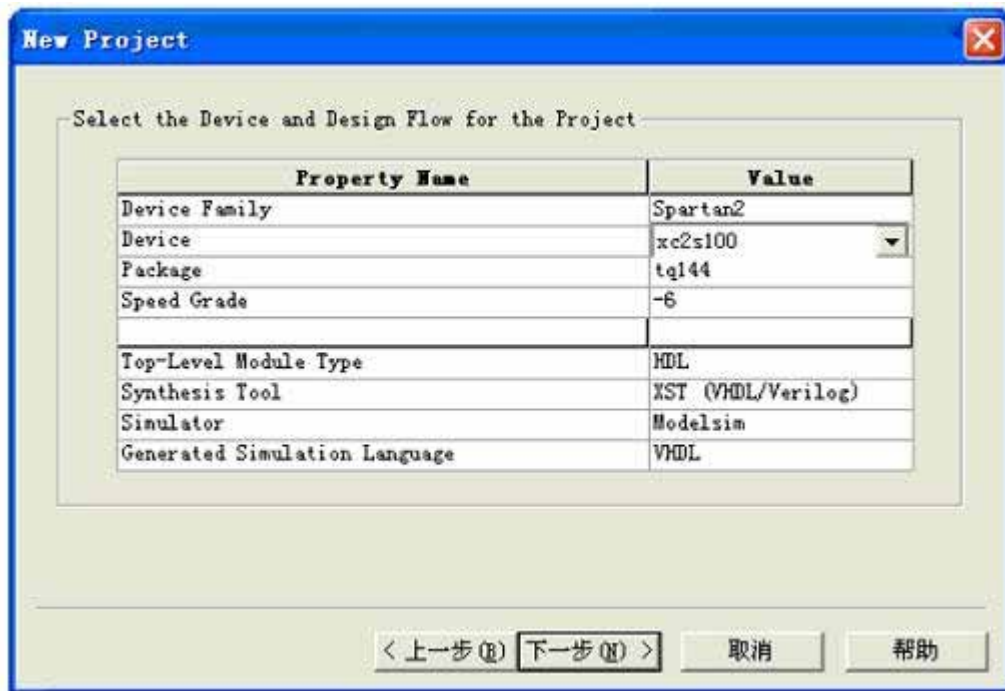 New Project
Select the Device and Design Flow for the Project
Property Name Value
Device Family Spartan2
Device xc2s100
Package tq144
Speed Grade -6
Top-Level Module Type HDL
Synthesis Tool XST (VHDL/Verilog)
Simulator Modelsim
Generated Simulation Language VHDL
< 上一步(B) 下一步(N) > 取消 帮助